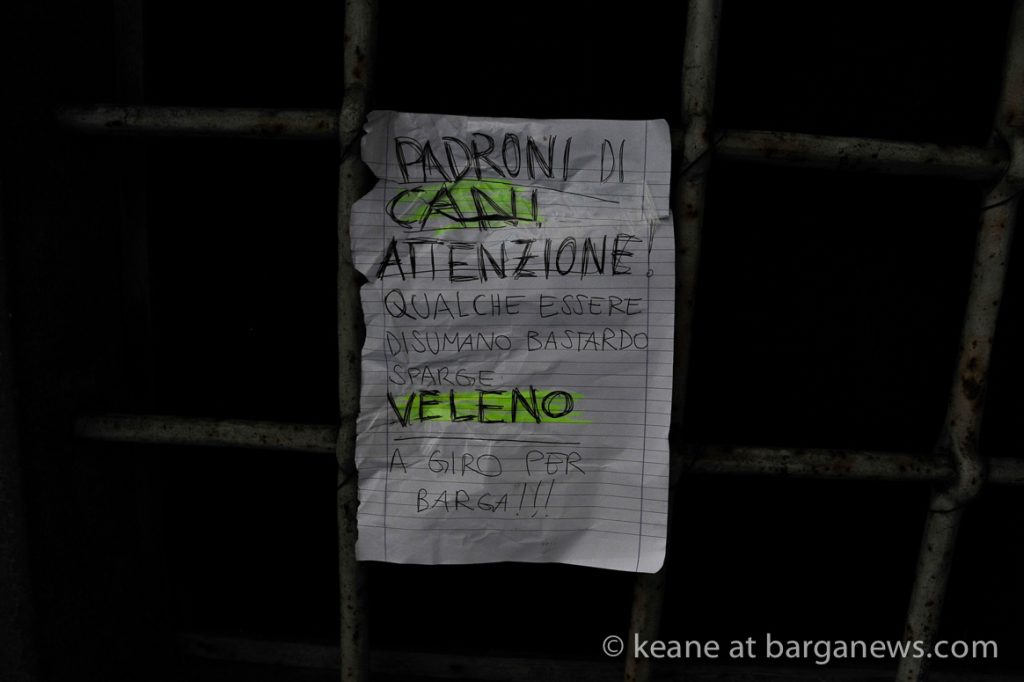 PADRONI DI
CANI
ATTENZIONE!
QUALCHE ESSERE
DISUMANO BASTARDO
SPARGE
VELENO
A GIRO PER
BARGA!!!
© keane at barganews.com